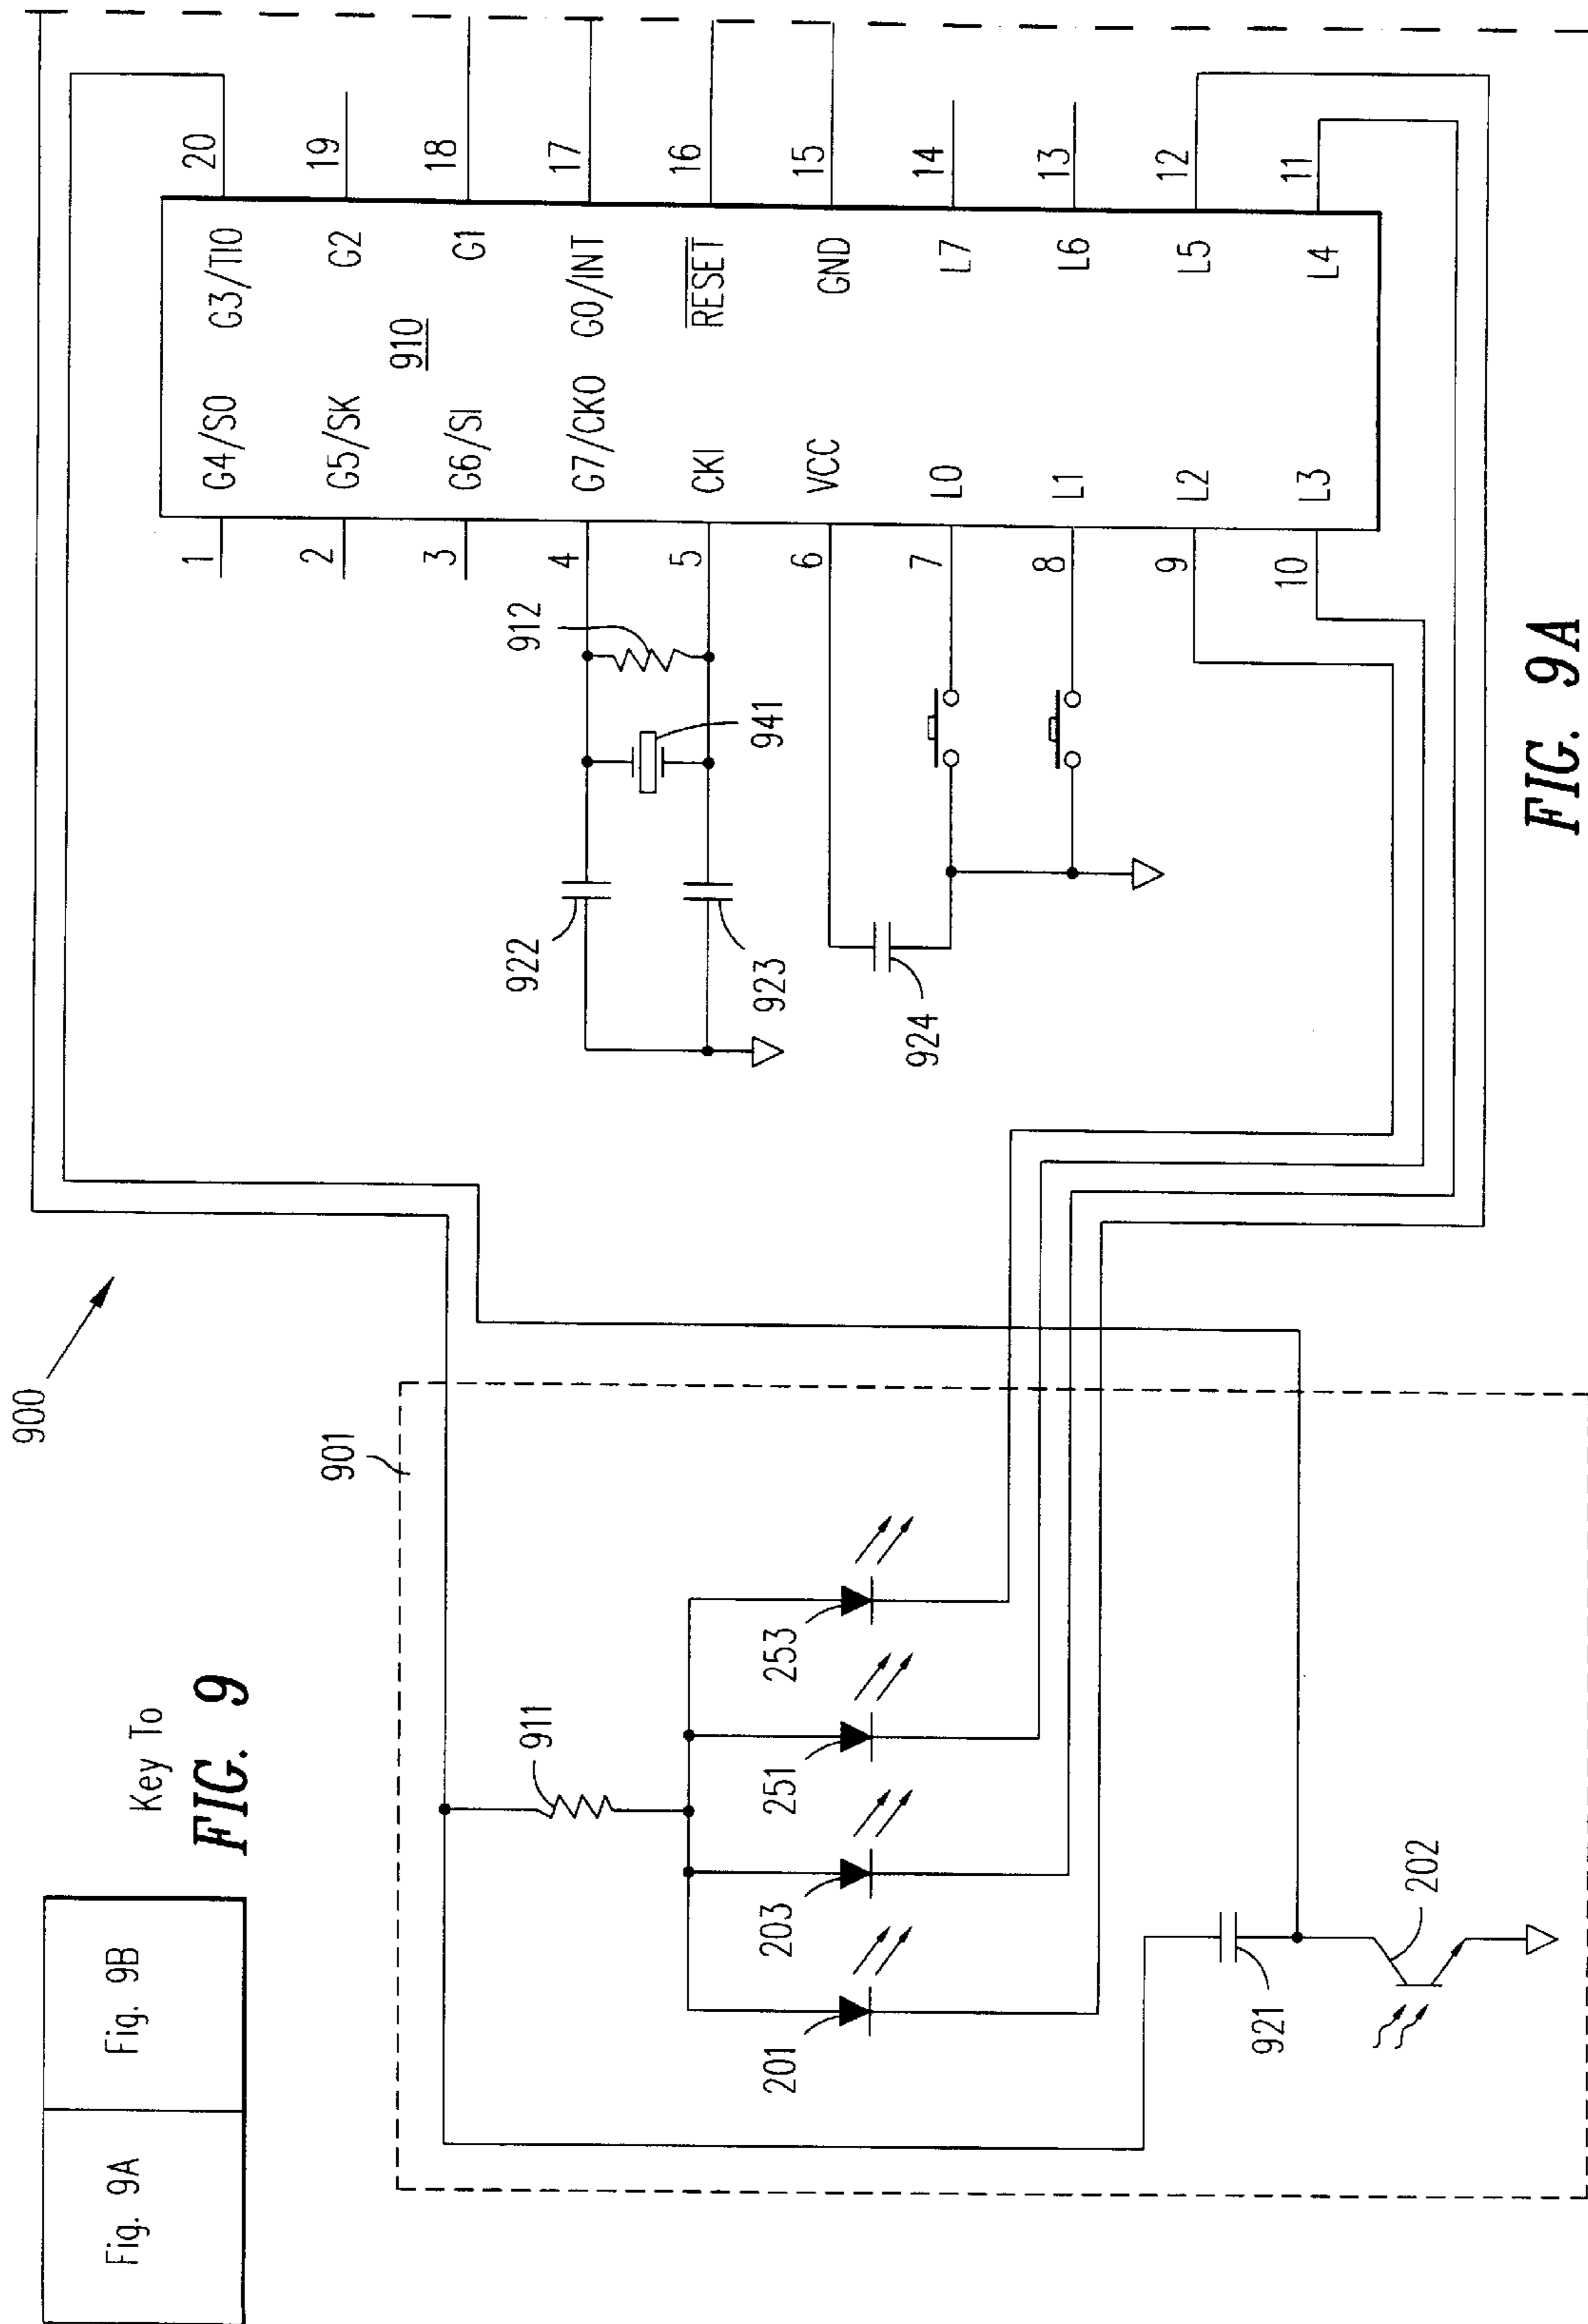 Fig. 9A
Fig. 9B
Key To
FIG. 9
900
901
911
201
203
251
253
921
202
922
923
924
941
912
1
2
3
4
5
6
7
8
9
10
G4/SO
G5/SK
G6/SI
G7/CKO
CKI
VCC
L0
L1
L2
L3
910
G3/TIO
G2
G1
G0/INT
RESET
GND
L7
L6
L5
L4
20
19
18
17
16
15
14
13
12
11
FIG. 9A